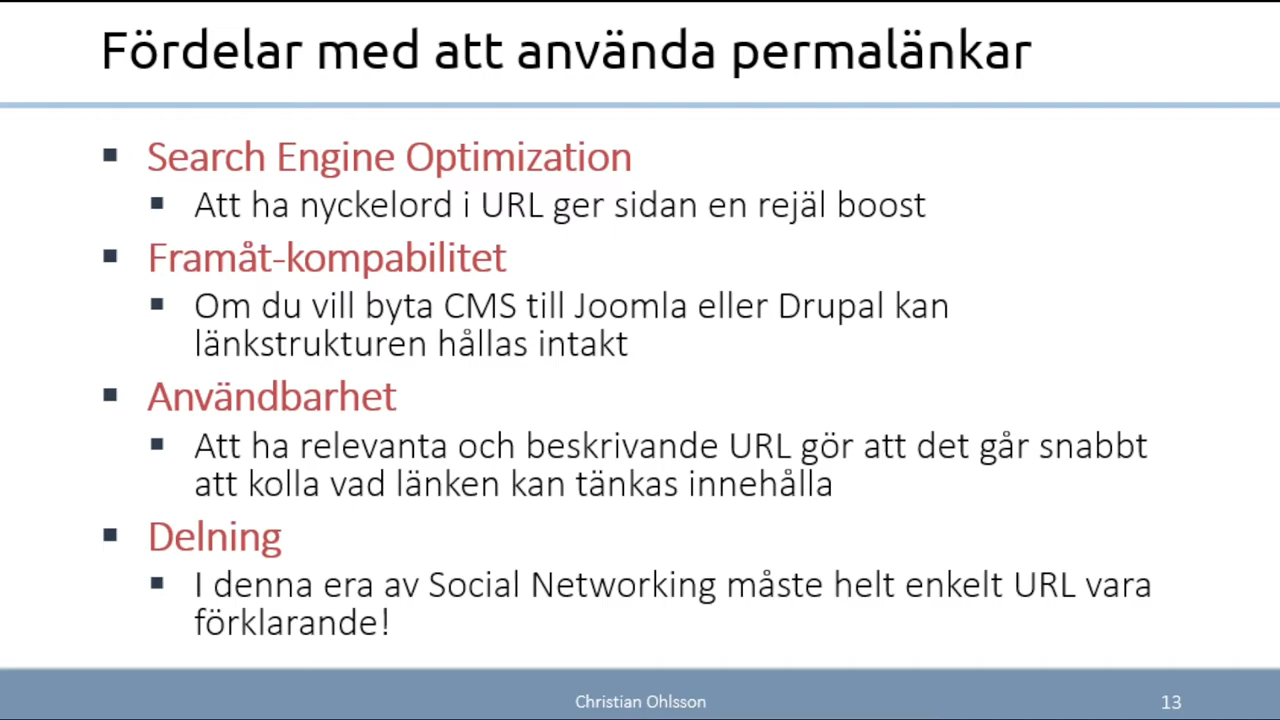 Fördelar med att använda permalänkar
Search Engine Optimization
Att ha nyckelord i URL ger sidan en rejäl boost
Framåt-kompabilitet
Om du vill byta CMS till Joomla eller Drupal kan
länkstrukturen hållas intakt
Användbarhet
Att ha relevanta och beskrivande URL gör att det går snabbt
att kolla vad länken kan tänkas innehålla
Delning
I denna era av Social Networking måste helt enkelt URL vara
förklarande!
Christian Ohlsson
13